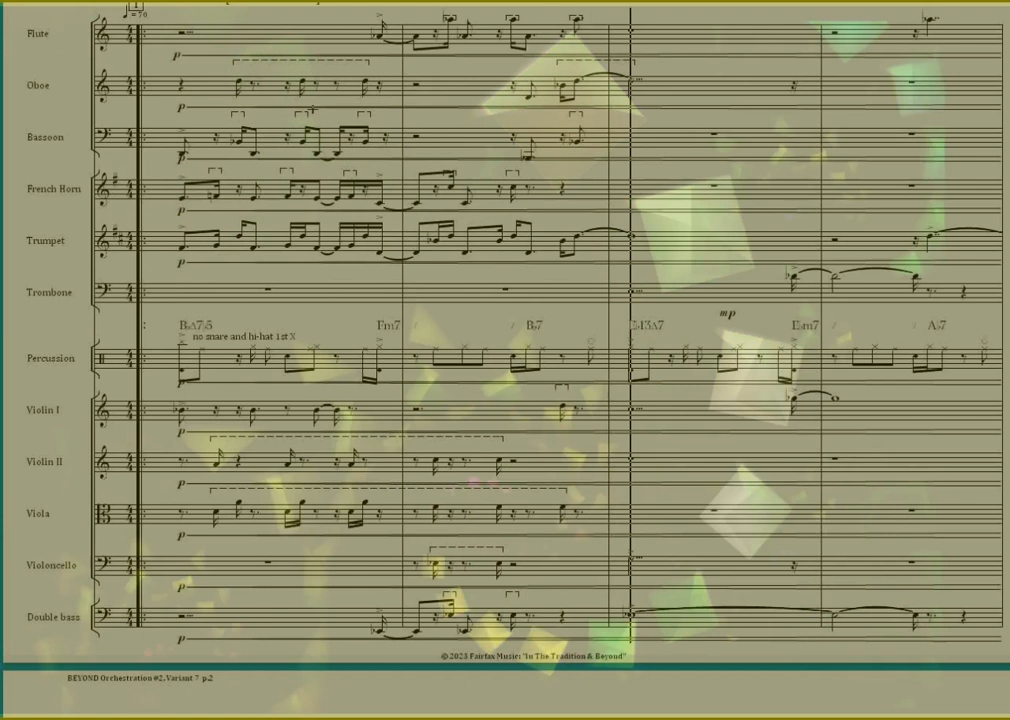 1
♩ = 70
Flute
p
Oboe
p
Bassoon
p
French Horn
p
Trumpet
p
Trombone
mp
Fm7 B♭7 E♭m7 A♭7
no snare and hi-hat 1st X
Percussion
p
Violin I
p
Violin II
p
Viola
p
Violoncello
p
Double bass
p
©2023 Fairfax Music: "In The Tradition & Beyond"
BEYOND Orchestration #2, Variant 7 p.2